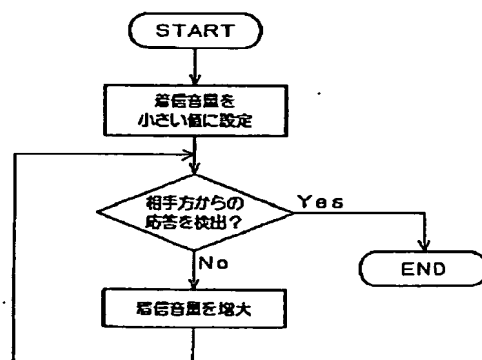 START
着信音量を
小さい値に設定
相手方からの
応答を検出？
Yes
No
END
着信音量を増大